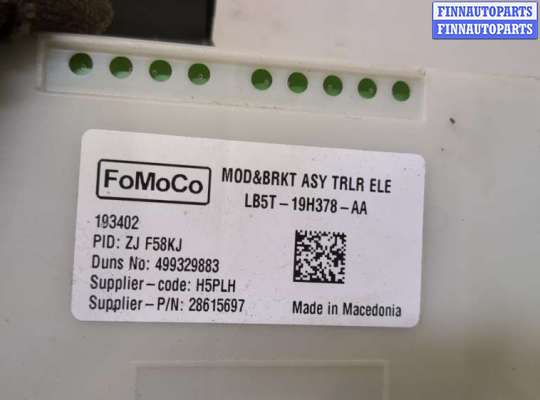 FINNAUTOPARTS
FINNAUTOPARTS
FoMoCo
MOD&BRKT ASY TRLR ELE
LB5T-19H378-AA
193402
PID: ZJ F58KJ
Duns No: 499329883
Supplier-code: H5PLH
Supplier-P/N: 28615697
Made in Macedonia